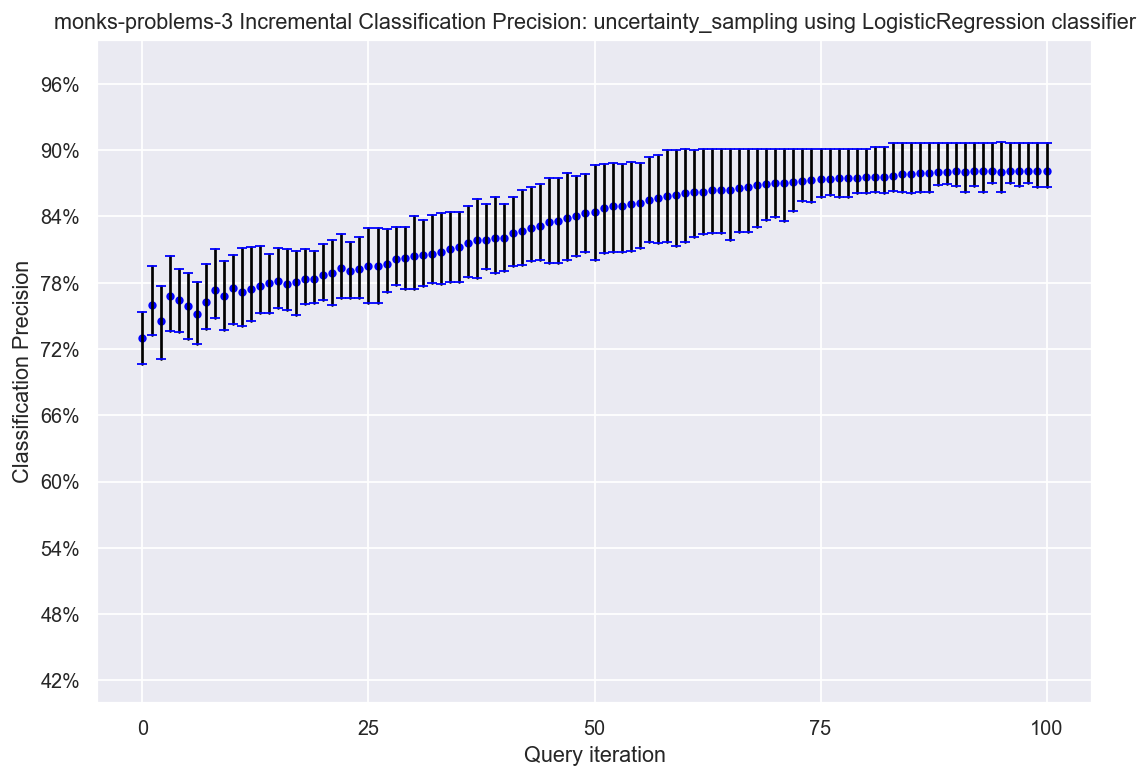 monks-problems-3 Incremental Classification Precision: uncertainty_sampling using LogisticRegression classifier
96%
90%
84%
78%
72%
66%
60%
54%
48%
42%
Classification Precision
0 25 50 75 100
Query iteration